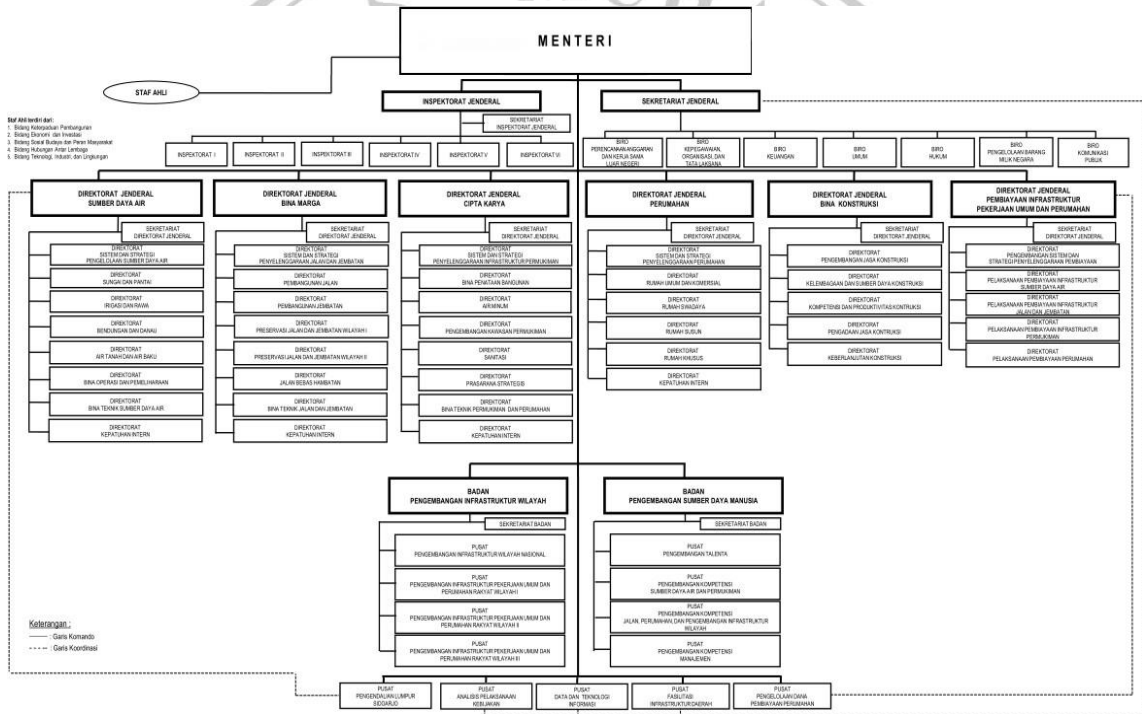 MENTERI
STAF AHLI
Staf Ahli terdiri dari:
1. Bidang Keterpaduan Pembangunan
2. Bidang Ekonomi dan Investasi
3. Bidang Sosial Budaya dan Peran Masyarakat
4. Bidang Hubungan Antar Lembaga
5. Bidang Teknologi, Industri, dan Lingkungan
INSPEKTORAT JENDERAL
SEKRETARIAT
INSPEKTORAT JENDERAL
INSPEKTORAT I
INSPEKTORAT II
INSPEKTORAT III
INSPEKTORAT IV
INSPEKTORAT V
INSPEKTORAT VI
SEKRETARIAT JENDERAL
BIRO
PERENCANAAN ANGGARAN
DAN KERJA SAMA
LUAR NEGERI
BIRO
KEPEGAWAIAN,
ORGANISASI, DAN
TATA LAKSANA
BIRO
KEUANGAN
BIRO
UMUM
BIRO
HUKUM
BIRO
PENGELOLAAN BARANG
MILIK NEGARA
BIRO
KOMUNIKASI
PUBLIK
DIREKTORAT JENDERAL
SUMBER DAYA AIR
SEKRETARIAT
DIREKTORAT JENDERAL
DIREKTORAT
SISTEM DAN STRATEGI
PENGELOLAAN SUMBER DAYA AIR
DIREKTORAT
SUNGAI DAN PANTAI
DIREKTORAT
IRIGASI DAN RAWA
DIREKTORAT
BENDUNGAN DAN DANAU
DIREKTORAT
AIR TANAH DAN AIR BAKU
DIREKTORAT
BINA OPERASI DAN PEMELIHARAAN
DIREKTORAT
BINA TEKNIK SUMBER DAYA AIR
DIREKTORAT
KEPATUHAN INTERN
DIREKTORAT JENDERAL
BINA MARGA
SEKRETARIAT
DIREKTORAT JENDERAL
DIREKTORAT
SISTEM DAN STRATEGI
PENYELENGGARAAN JALAN DAN JEMBATAN
DIREKTORAT
PEMBANGUNAN JALAN
DIREKTORAT
PEMBANGUNAN JEMBATAN
DIREKTORAT
PRESERVASI JALAN DAN JEMBATAN WILAYAH I
DIREKTORAT
PRESERVASI JALAN DAN JEMBATAN WILAYAH II
DIREKTORAT
JALAN BEBAS HAMBATAN
DIREKTORAT
BINA TEKNIK JALAN DAN JEMBATAN
DIREKTORAT
KEPATUHAN INTERN
DIREKTORAT JENDERAL
CIPTA KARYA
SEKRETARIAT
DIREKTORAT JENDERAL
DIREKTORAT
SISTEM DAN STRATEGI
PENYELENGGARAAN INFRASTRUKTUR PERMUKIMAN
DIREKTORAT
BINA PENATAAN BANGUNAN
DIREKTORAT
AIR MINUM
DIREKTORAT
PENGEMBANGAN KAWASAN PERMUKIMAN
DIREKTORAT
SANITASI
DIREKTORAT
PRASARANA STRATEGIS
DIREKTORAT
BINA TEKNIK PERMUKIMAN DAN PERUMAHAN
DIREKTORAT
KEPATUHAN INTERN
DIREKTORAT JENDERAL
PERUMAHAN
SEKRETARIAT
DIREKTORAT JENDERAL
DIREKTORAT
SISTEM DAN STRATEGI
PENYELENGGARAAN PERUMAHAN
DIREKTORAT
RUMAH UMUM DAN KOMERSIAL
DIREKTORAT
RUMAH SWADAYA
DIREKTORAT
RUMAH SUSUN
DIREKTORAT
RUMAH KHUSUS
DIREKTORAT
KEPATUHAN INTERN
DIREKTORAT JENDERAL
BINA KONSTRUKSI
SEKRETARIAT
DIREKTORAT JENDERAL
DIREKTORAT
PENGEMBANGAN JASA KONSTRUKSI
DIREKTORAT
KELEMBAGAAN DAN SUMBER DAYA KONSTRUKSI
DIREKTORAT
KOMPETENSI DAN PRODUKTIVITAS KONTRUKSI
DIREKTORAT
PENGADAAN JASA KONTRUKSI
DIREKTORAT
KEBERLANJUTAN KONSTRUKSI
DIREKTORAT JENDERAL
PEMBIAYAAN INFRASTRUKTUR
PEKERJAAN UMUM DAN PERUMAHAN
SEKRETARIAT
DIREKTORAT JENDERAL
DIREKTORAT
PENGEMBANGAN SISTEM DAN
STRATEGI PENYELENGGARAAN PEMBIAYAAN
DIREKTORAT
PELAKSANAAN PEMBIAYAAN INFRASTRUKTUR
SUMBER DAYA AIR
DIREKTORAT
PELAKSANAAN PEMBIAYAAN INFRASTRUKTUR
JALAN DAN JEMBATAN
DIREKTORAT
PELAKSANAAN PEMBIAYAAN INFRASTRUKTUR
PERMUKIMAN
DIREKTORAT
PELAKSANAAN PEMBIAYAAN PERUMAHAN
BADAN
PENGEMBANGAN INFRASTRUKTUR WILAYAH
SEKRETARIAT BADAN
PUSAT
PENGEMBANGAN INFRASTRUKTUR WILAYAH NASIONAL
PUSAT
PENGEMBANGAN INFRASTRUKTUR PEKERJAAN UMUM DAN
PERUMAHAN RAKYAT WILAYAH I
PUSAT
PENGEMBANGAN INFRASTRUKTUR PEKERJAAN UMUM DAN
PERUMAHAN RAKYAT WILAYAH II
PUSAT
PENGEMBANGAN INFRASTRUKTUR PEKERJAAN UMUM DAN
PERUMAHAN RAKYAT WILAYAH III
BADAN
PENGEMBANGAN SUMBER DAYA MANUSIA
SEKRETARIAT BADAN
PUSAT
PENGEMBANGAN TALENTA
PUSAT
PENGEMBANGAN KOMPETENSI
SUMBER DAYA AIR DAN PERMUKIMAN
PUSAT
PENGEMBANGAN KOMPETENSI
JALAN, PERUMAHAN, DAN PENGEMBANGAN INFRASTRUKTUR
WILAYAH
PUSAT
PENGEMBANGAN KOMPETENSI
MANAJEMEN
Keterangan :
: Garis Komando
: Garis Koordinasi
PUSAT
PENGENDALIAN LUMPUR
SIDOARJO
PUSAT
ANALISIS PELAKSANAAN
KEBIJAKAN
PUSAT
DATA DAN TEKNOLOGI
INFORMASI
PUSAT
FASILITASI
INFRASTRUKTUR DAERAH
PUSAT
PENGELOLAAN DANA
PEMBIAYAAN PERUMAHAN